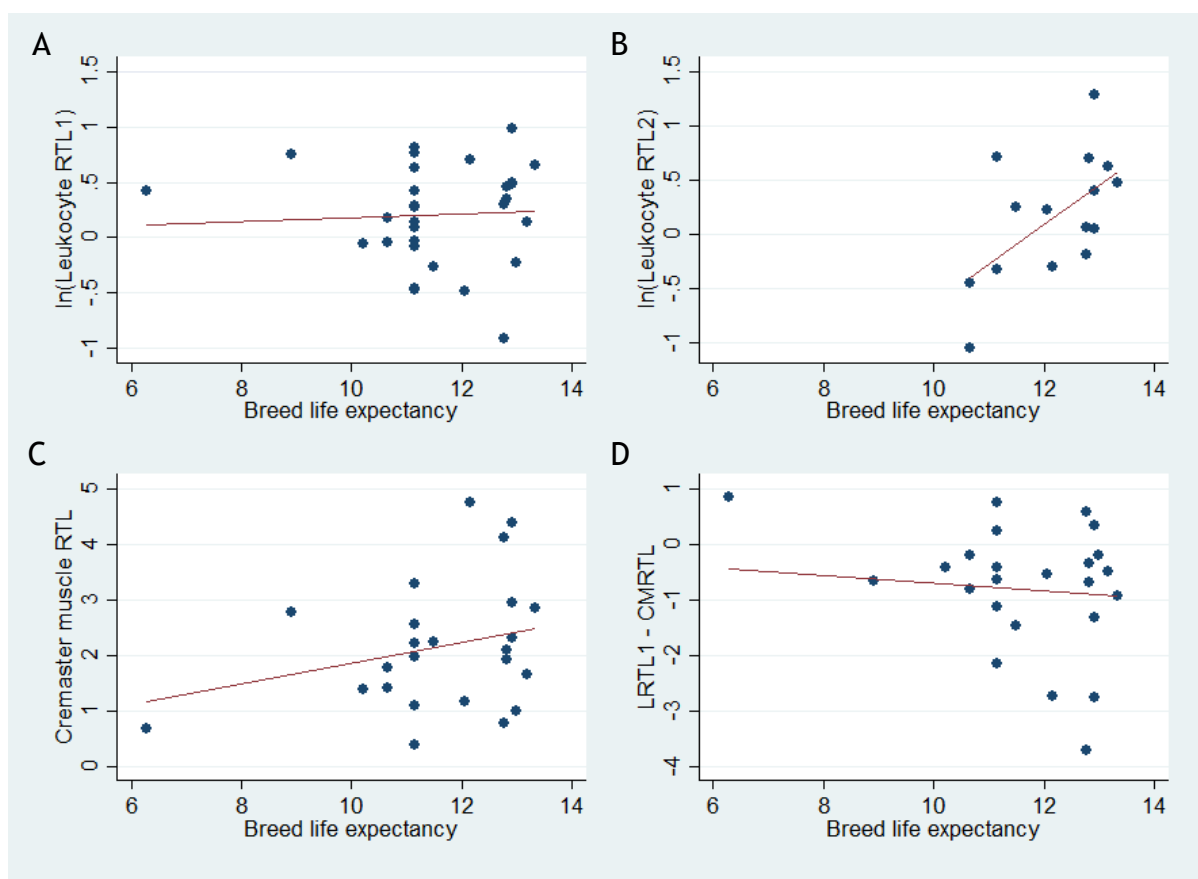 A
ln(Leukocyte RTL1)
1.5
1
.5
0
-.5
-1
6 8 10 12 14
Breed life expectancy
B
ln(Leukocyte RTL2)
1.5
1
.5
0
-.5
-1
6 8 10 12 14
Breed life expectancy
C
Cremaster muscle RTL
5
4
3
2
1
0
6 8 10 12 14
Breed life expectancy
D
LRTL1 - CMRTL
1
0
-1
-2
-3
-4
6 8 10 12 14
Breed life expectancy